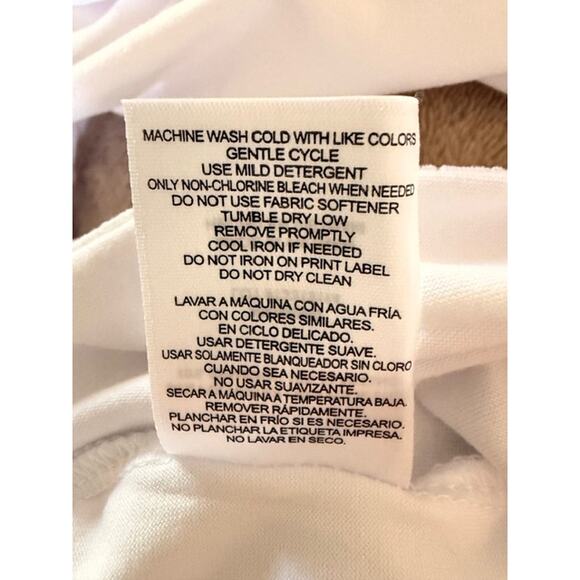 MACHINE WASH COLD WITH LIKE COLORS
GENTLE CYCLE
USE MILD DETERGENT
ONLY NON-CHLORINE BLEACH WHEN NEEDED
DO NOT USE FABRIC SOFTENER
TUMBLE DRY LOW
REMOVE PROMPTLY
COOL IRON IF NEEDED
DO NOT IRON ON PRINT LABEL
DO NOT DRY CLEAN
LAVAR A MÁQUINA CON AGUA FRÍA
CON COLORES SIMILARES.
EN CICLO DELICADO.
USAR DETERGENTE SUAVE.
USAR SOLAMENTE BLANQUEADOR SIN CLORO
CUANDO SEA NECESARIO.
NO USAR SUAVIZANTE.
SECAR A MÁQUINA A TEMPERATURA BAJA.
REMOVER RÁPIDAMENTE.
PLANCHAR EN FRÍO SI ES NECESARIO.
NO PLANCHAR LA ETIQUETA IMPRESA.
NO LAVAR EN SECO.